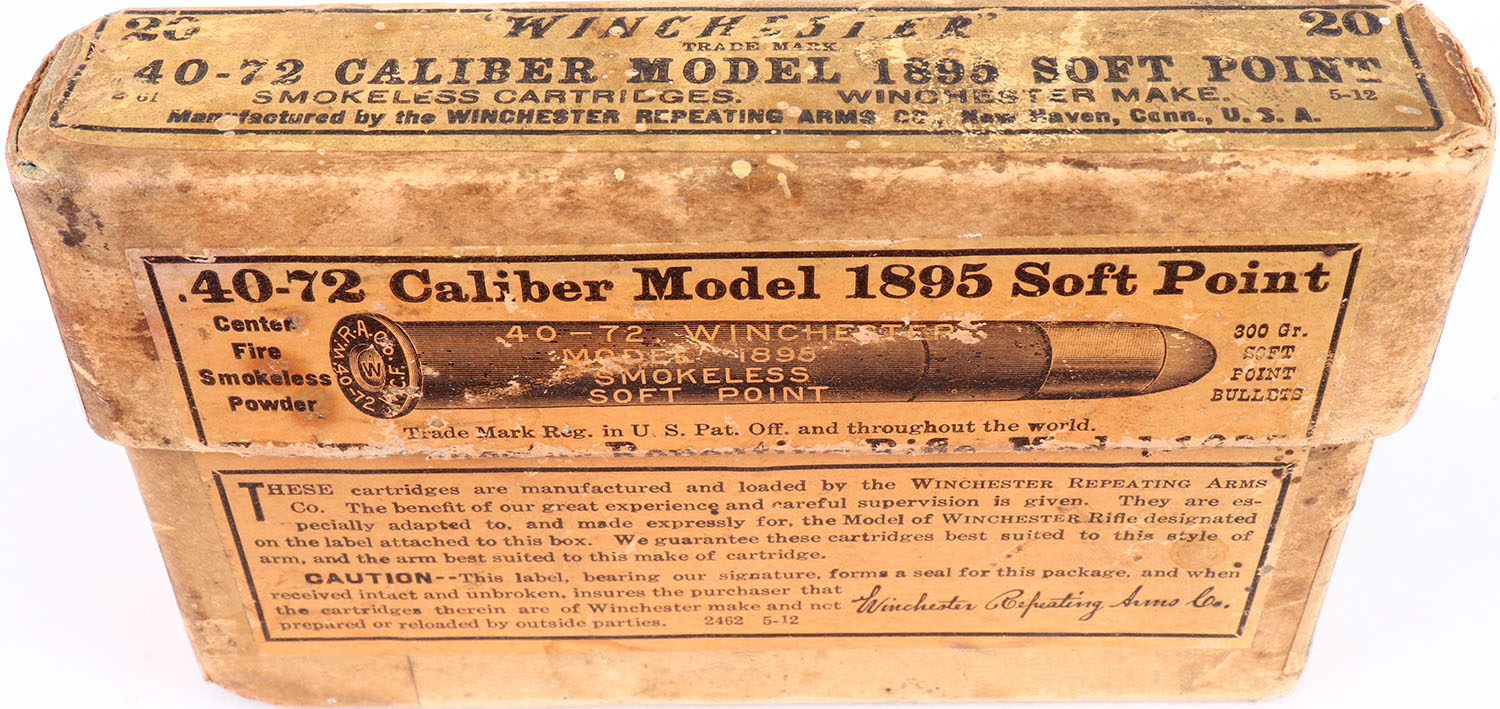 20 "WINCHESTER" 20
TRADE MARK
40-72 CALIBER MODEL 1895 SOFT POINT
SMOKELESS CARTRIDGES. WINCHESTER MAKE. 5-12
Manufactured by the WINCHESTER REPEATING ARMS CO., New Haven, Conn., U. S. A.
.40-72 Caliber Model 1895 Soft Point
Center
Fire
Smokeless
Powder
W.R.A.Co.
40-72
C.F.
W
40-72 WINCHESTER
MODEL 1895
SMOKELESS
SOFT POINT
300 Gr.
SOFT
POINT
BULLETS
Trade Mark Reg. in U. S. Pat. Off. and throughout the world.
Repeating Rifle Model 1895
THESE cartridges are manufactured and loaded by the WINCHESTER REPEATING ARMS
Co. The benefit of our great experience and careful supervision is given. They are es-
pecially adapted to, and made expressly for, the Model of WINCHESTER Rifle designated
on the label attached to this box. We guarantee these cartridges best suited to this style of
arm, and the arm best suited to this make of cartridge.
CAUTION--This label, bearing our signature, forms a seal for this package, and when
received intact and unbroken, insures the purchaser that
the cartridges therein are of Winchester make and not
prepared or reloaded by outside parties. 2462 5-12
Winchester Repeating Arms Co.